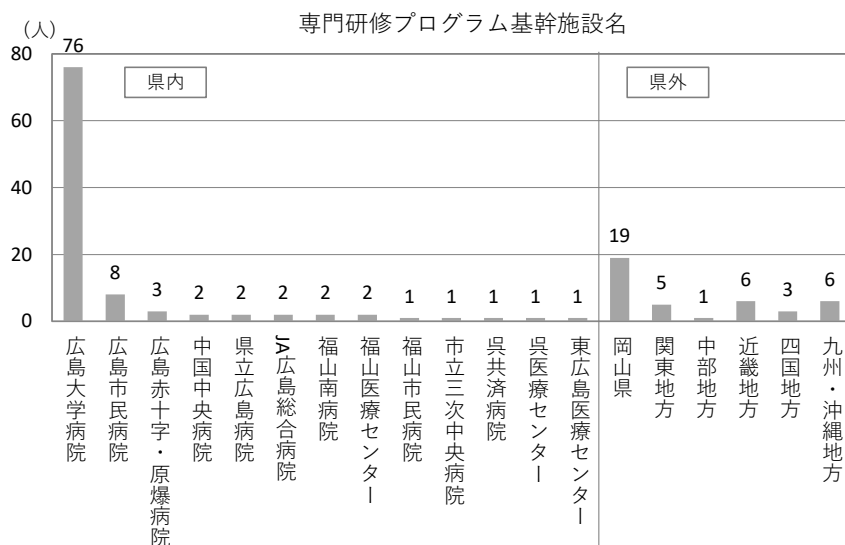 専門研修プログラム基幹施設名
(人)
県内
県外
80
60
40
20
0
76
8
3
2
2
2
2
2
1
1
1
1
1
19
5
1
6
3
6
広島大学病院
広島市民病院
広島赤十字・原爆病院
中国中央病院
県立広島病院
JA広島総合病院
福山南病院
福山医療センター
福山市民病院
市立三次中央病院
呉共済病院
呉医療センター
東広島医療センター
岡山県
関東地方
中部地方
近畿地方
四国地方
九州・沖縄地方